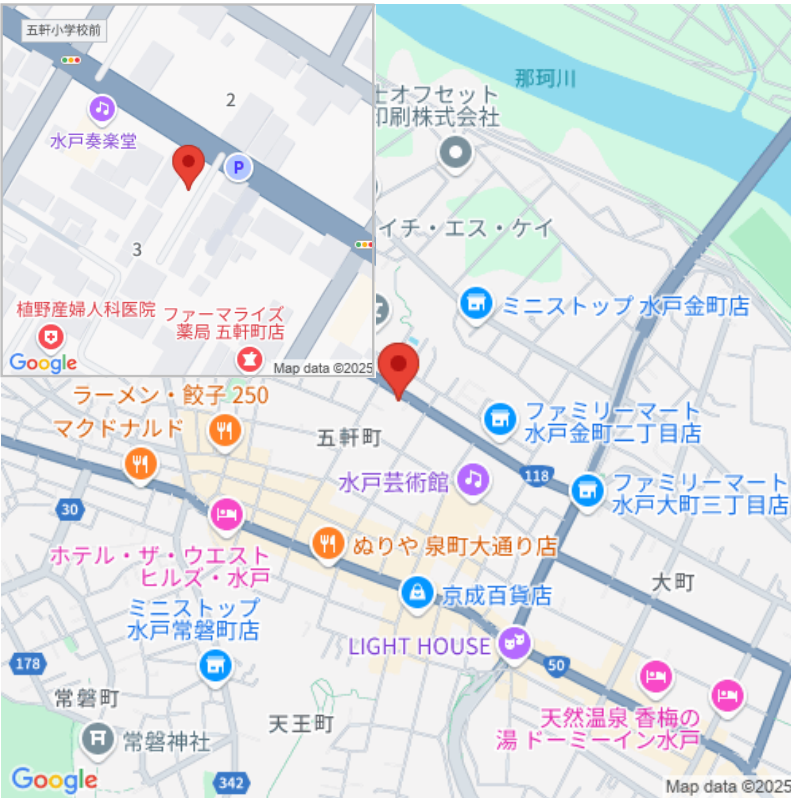 五軒小学校前
2
水戸奏楽堂
P
3
植野産婦人科医院
ファーマライズ
薬局 五軒町店
Google
Map data ©2025
那珂川
士オフセット
印刷株式会社
イチ・エス・ケイ
ミニストップ 水戸金町店
ラーメン・餃子 250
マクドナルド
五軒町
ファミリーマート
水戸金町二丁目店
水戸芸術館
118
ファミリーマート
水戸大町三丁目店
30
ホテル・ザ・ウエスト
ヒルズ・水戸
ぬりや 泉町大通り店
大町
京成百貨店
ミニストップ
水戸常磐町店
LIGHT HOUSE
50
178
常磐町
天王町
常磐神社
天然温泉 香梅の
湯 ドーミーイン水戸
342
Google
Map data ©2025